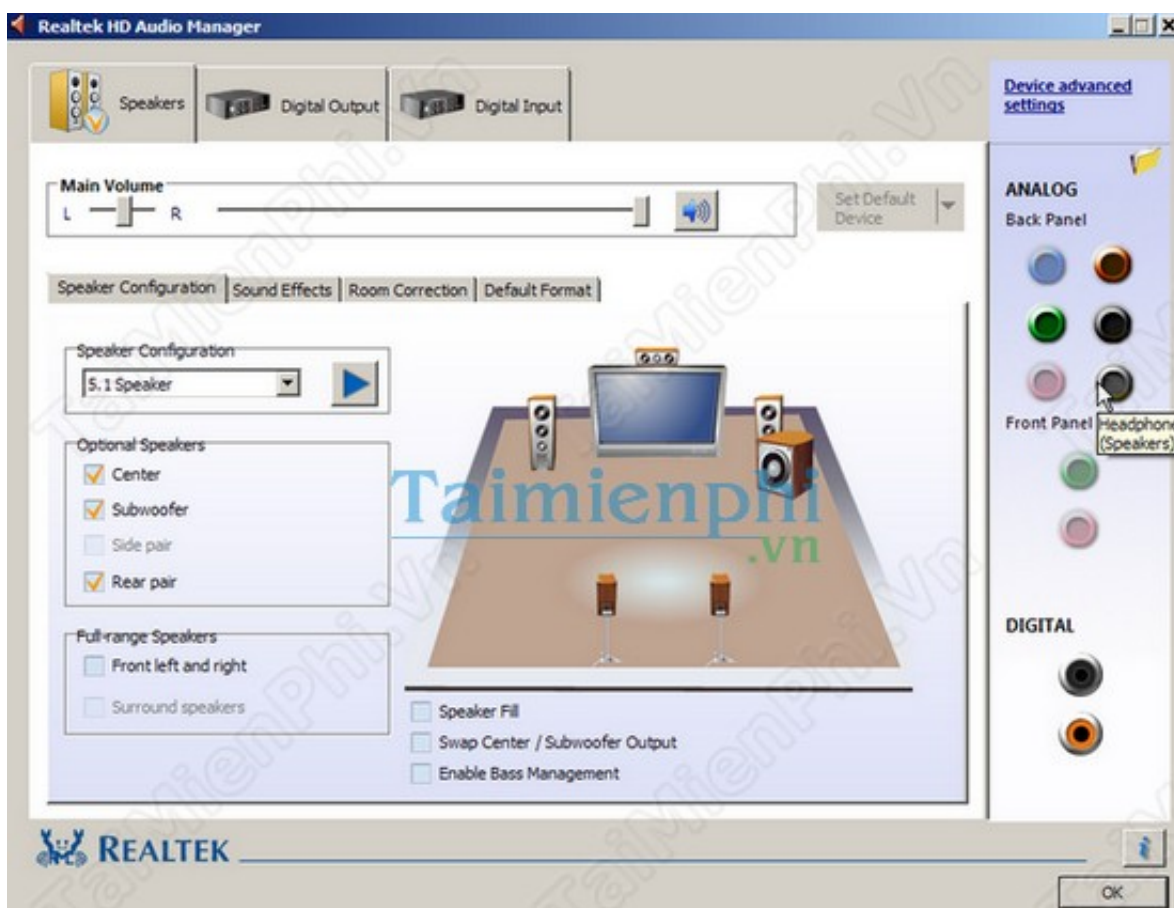 Realtek HD Audio Manager
Speakers
Digital Output
Digital Input
Device advanced
settings
Main Volume
L
R
Set Default
Device
ANALOG
Back Panel
Speaker Configuration
Sound Effects
Room Correction
Default Format
Speaker Configuration
5.1 Speaker
Optional Speakers
Center
Subwoofer
Side pair
Rear pair
Front Panel
Headphone
(Speakers)
Taimienphi
.vn
Full-range Speakers
Front left and right
Surround speakers
Speaker Fill
Swap Center / Subwoofer Output
Enable Bass Management
DIGITAL
REALTEK
OK
TaiMienPhi.Vn